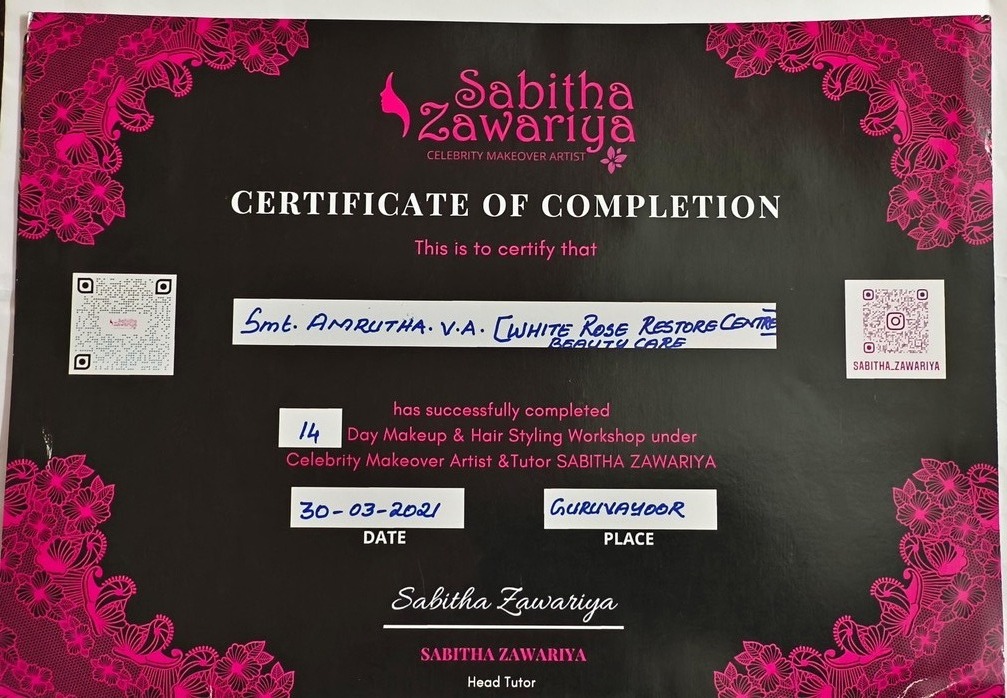 Sabitha
Zawariya
CELEBRITY MAKEOVER ARTIST
CERTIFICATE OF COMPLETION
This is to certify that
Smt. AMRUTHA. V.A. [WHITE ROSE RESTORE CENTRE
BEAUTY CARE
SABITHA_ZAWARIYA
has successfully completed
14 Day Makeup & Hair Styling Workshop under
Celebrity Makeover Artist &Tutor SABITHA ZAWARIYA
30-03-2021 GURUVAYOOR
DATE PLACE
Sabitha Zawariya
SABITHA ZAWARIYA
Head Tutor